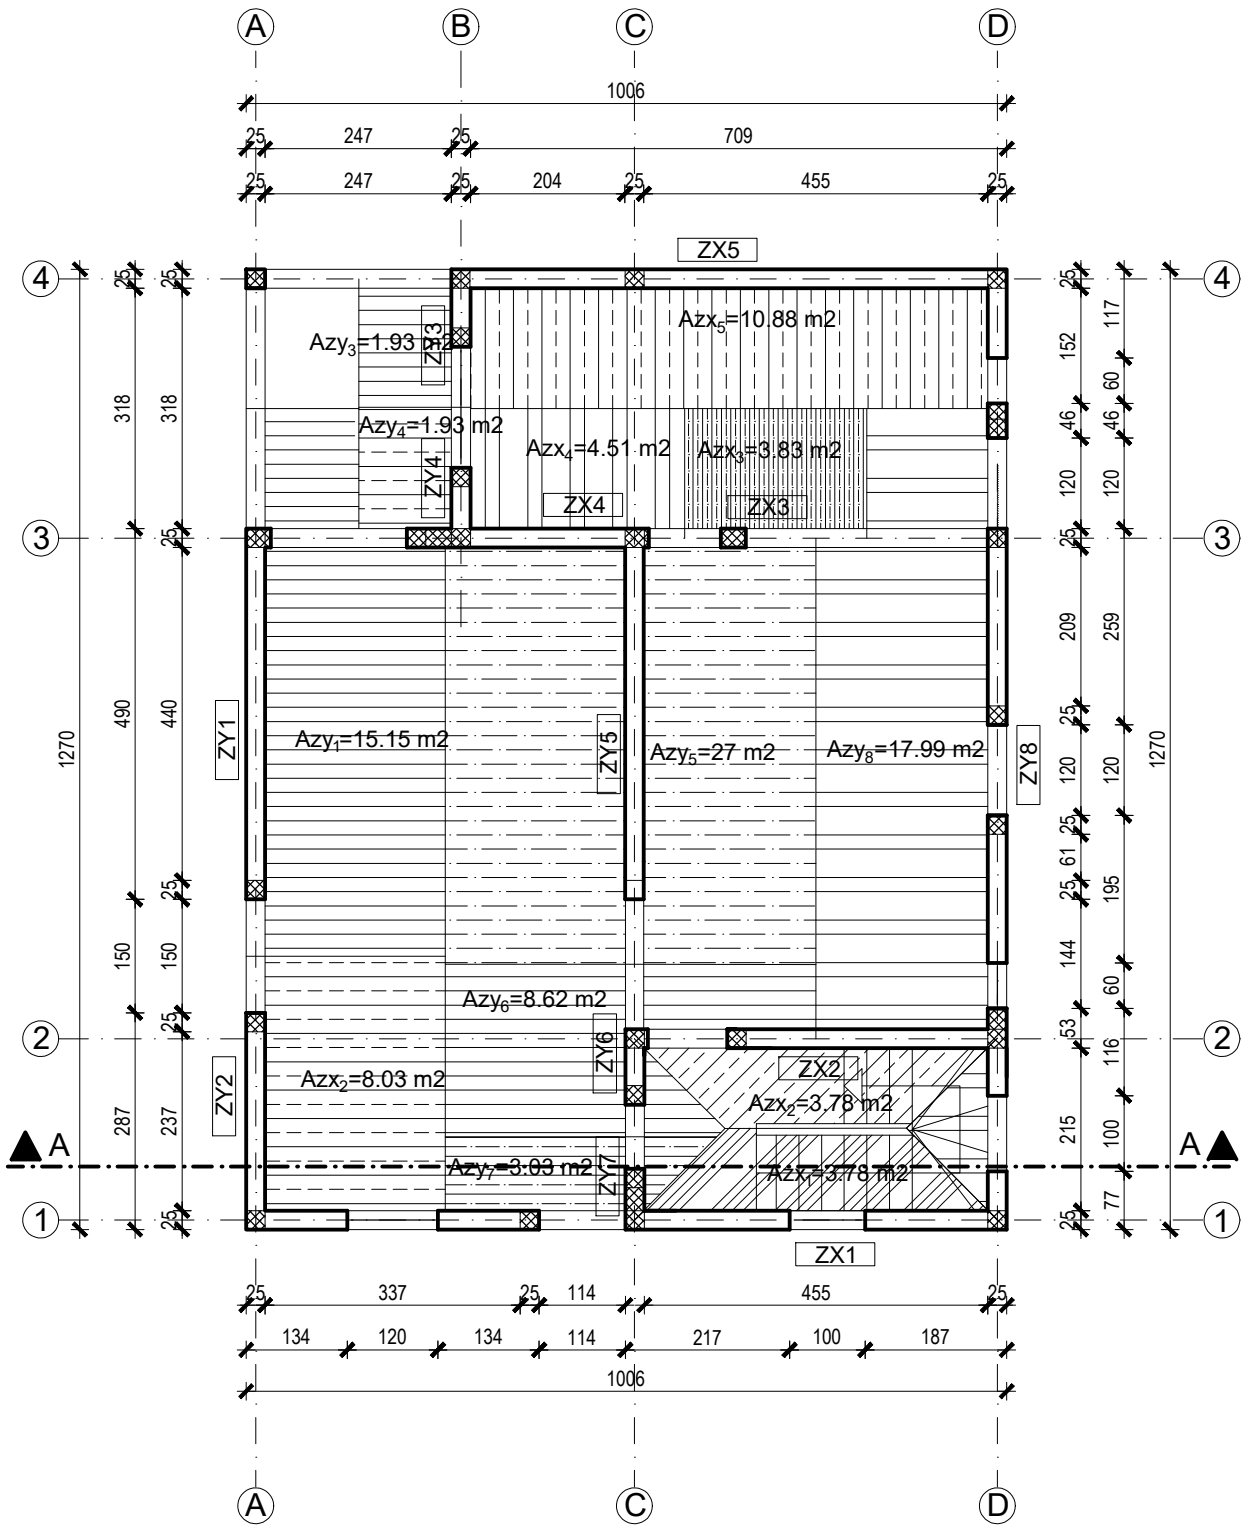 A B C D
1006
25 247 25 709
25 247 25 204 25 455 25
ZX5
4 4
25 25 25 117
Azy3=1.93 m2 ZY3 Azx5=10.88 m2
152
60
318 318
Azy4=1.93 m2 46 46
Azx4=4.51 m2 Azx3=3.83 m2
ZY4 120 120
ZX4 ZX3
3 25 25 3
209 259
490 440
25
1270 ZY1 Azy1=15.15 m2 ZY5 Azy5=27 m2 Azy8=17.99 m2 ZY8 120 120 1270
25
61
25 25 195
150 150 144
Azy6=8.62 m2 60
25
2 ZY6 53 2
ZX2 116
ZY2 Azx2=8.03 m2
Azx2=3.78 m2
287 237 215 100
A A
Azy7=3.03 m2 ZY7 Azx1=3.78 m2
77
1 25 25 1
ZX1
25 337 25 114 455 25
134 120 134 114 217 100 187
1006
A C D